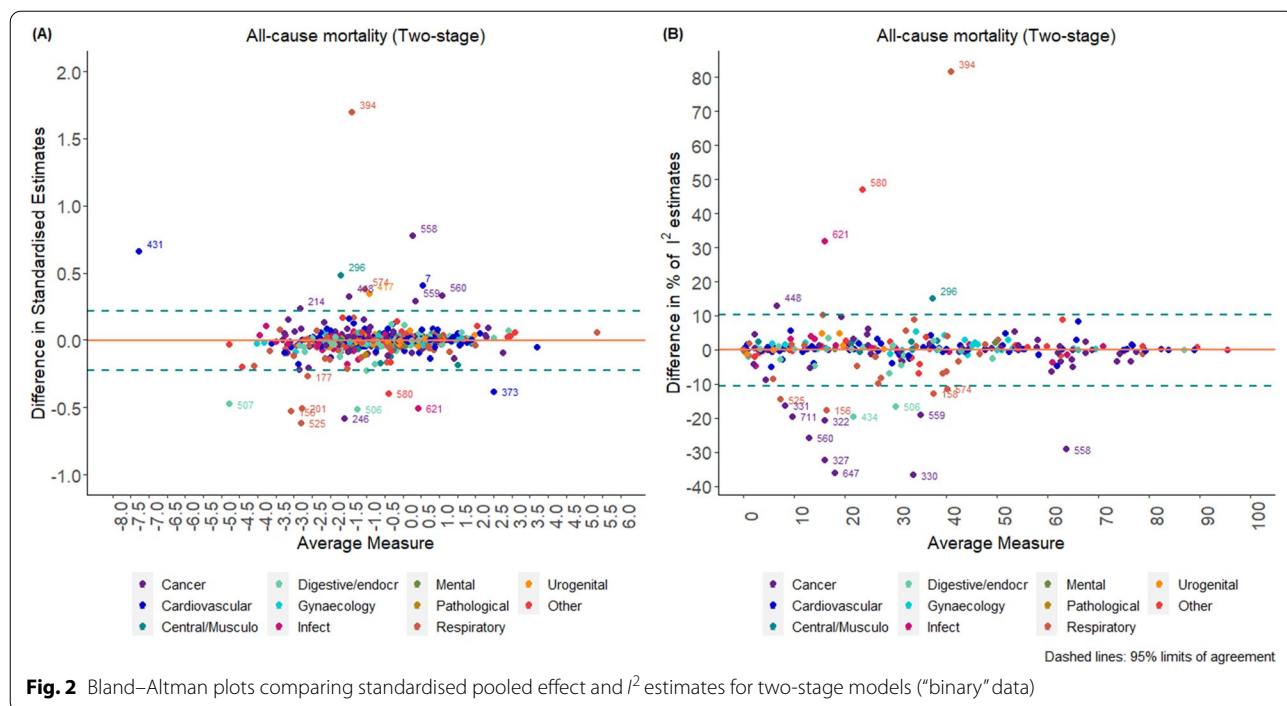 (A)
All-cause mortality (Two-stage)
Difference in Standardised Estimates
2.0
1.5
1.0
0.5
0.0
-0.5
-1.0
394
431
558
296
7
574
417
448
559
560
214
177
507
201
156
525
506
580
246
621
373
-8.0 -7.5 -6.5 -5.5 -5.0 -4.5 -3.5 -3.0 -2.5 -2.0 -1.5 -1.0 -0.5 0.0 0.5 1.0 1.5 2.0 2.5 3.0 3.5 4.0 4.5 5.0 5.5 6.0
Average Measure
Cancer
Cardiovascular
Central/Musculo
Digestive/endocr
Gynaecology
Infect
Mental
Pathological
Respiratory
Urogenital
Other
(B)
All-cause mortality (Two-stage)
Difference in % of I² estimates
80
70
60
50
40
30
20
10
0
-10
-20
-30
-40
394
580
621
296
448
574
525
158
331
156
506
711
322
434
559
560
558
327
647
330
0 10 20 30 40 50 60 70 80 90 100
Average Measure
Cancer
Cardiovascular
Central/Musculo
Digestive/endocr
Gynaecology
Infect
Mental
Pathological
Respiratory
Urogenital
Other
Dashed lines: 95% limits of agreement
Fig. 2 Bland–Altman plots comparing standardised pooled effect and I² estimates for two-stage models (“binary” data)